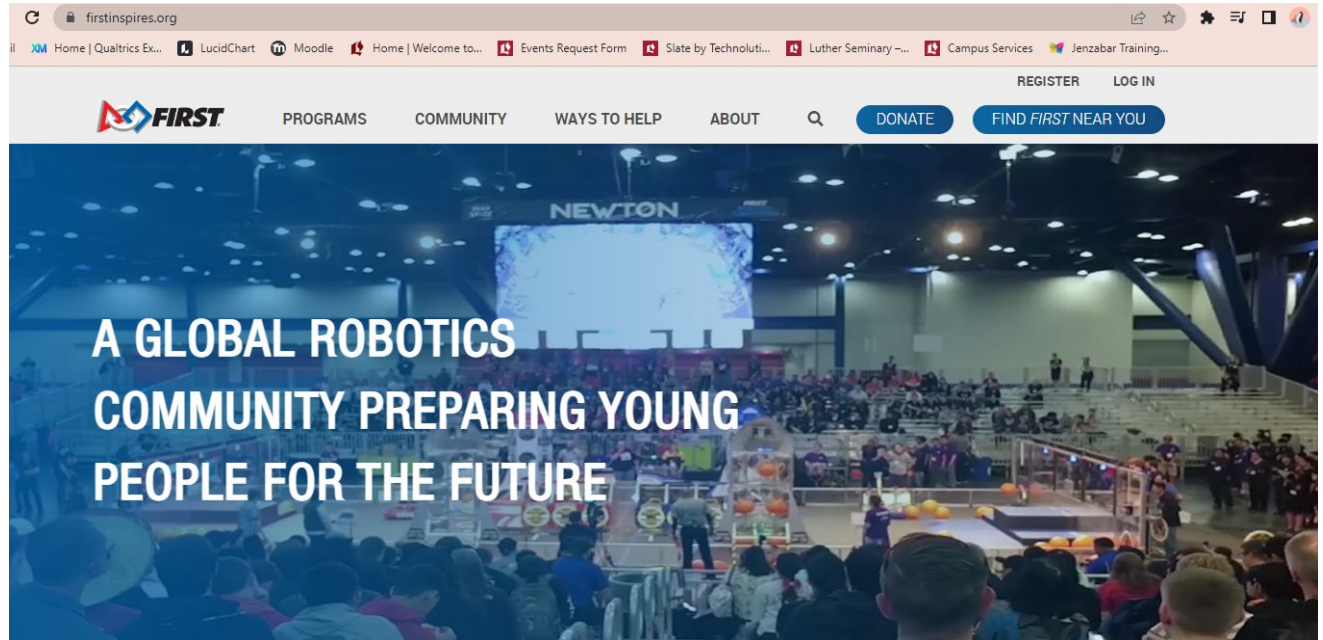 firstinspires.org
il XM Home | Qualtrics Ex... LucidChart Moodle Home | Welcome to... Events Request Form Slate by Technoluti... Luther Seminary –... Campus Services Jenzabar Training...
REGISTER LOG IN
FIRST PROGRAMS COMMUNITY WAYS TO HELP ABOUT DONATE FIND FIRST NEAR YOU
NEWTON FIRST
A GLOBAL ROBOTICS
COMMUNITY PREPARING YOUNG
PEOPLE FOR THE FUTURE